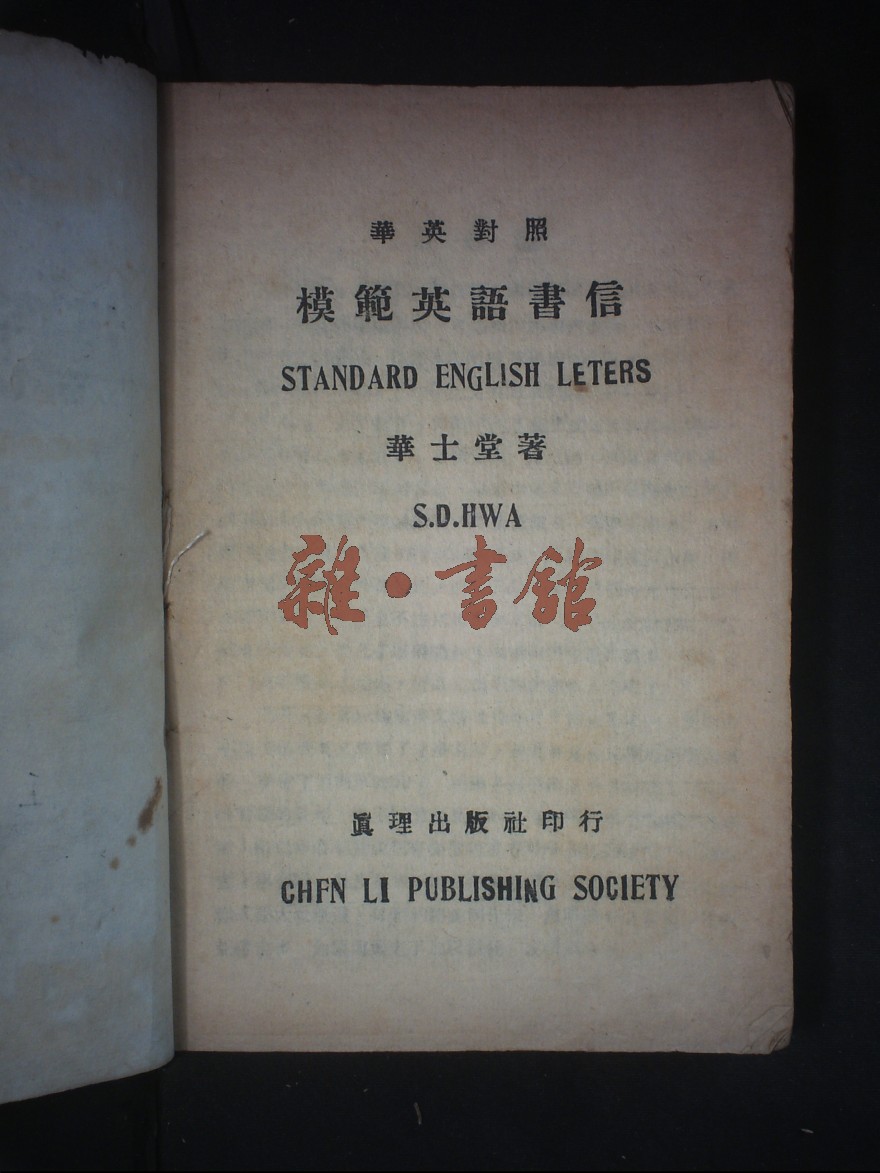 華英對照
模範英語書信
STANDARD ENGLISH LETERS
華士堂著
S.D.HWA
雜·書館
眞理出版社印行
CHFN LI PUBLISHING SOCIETY